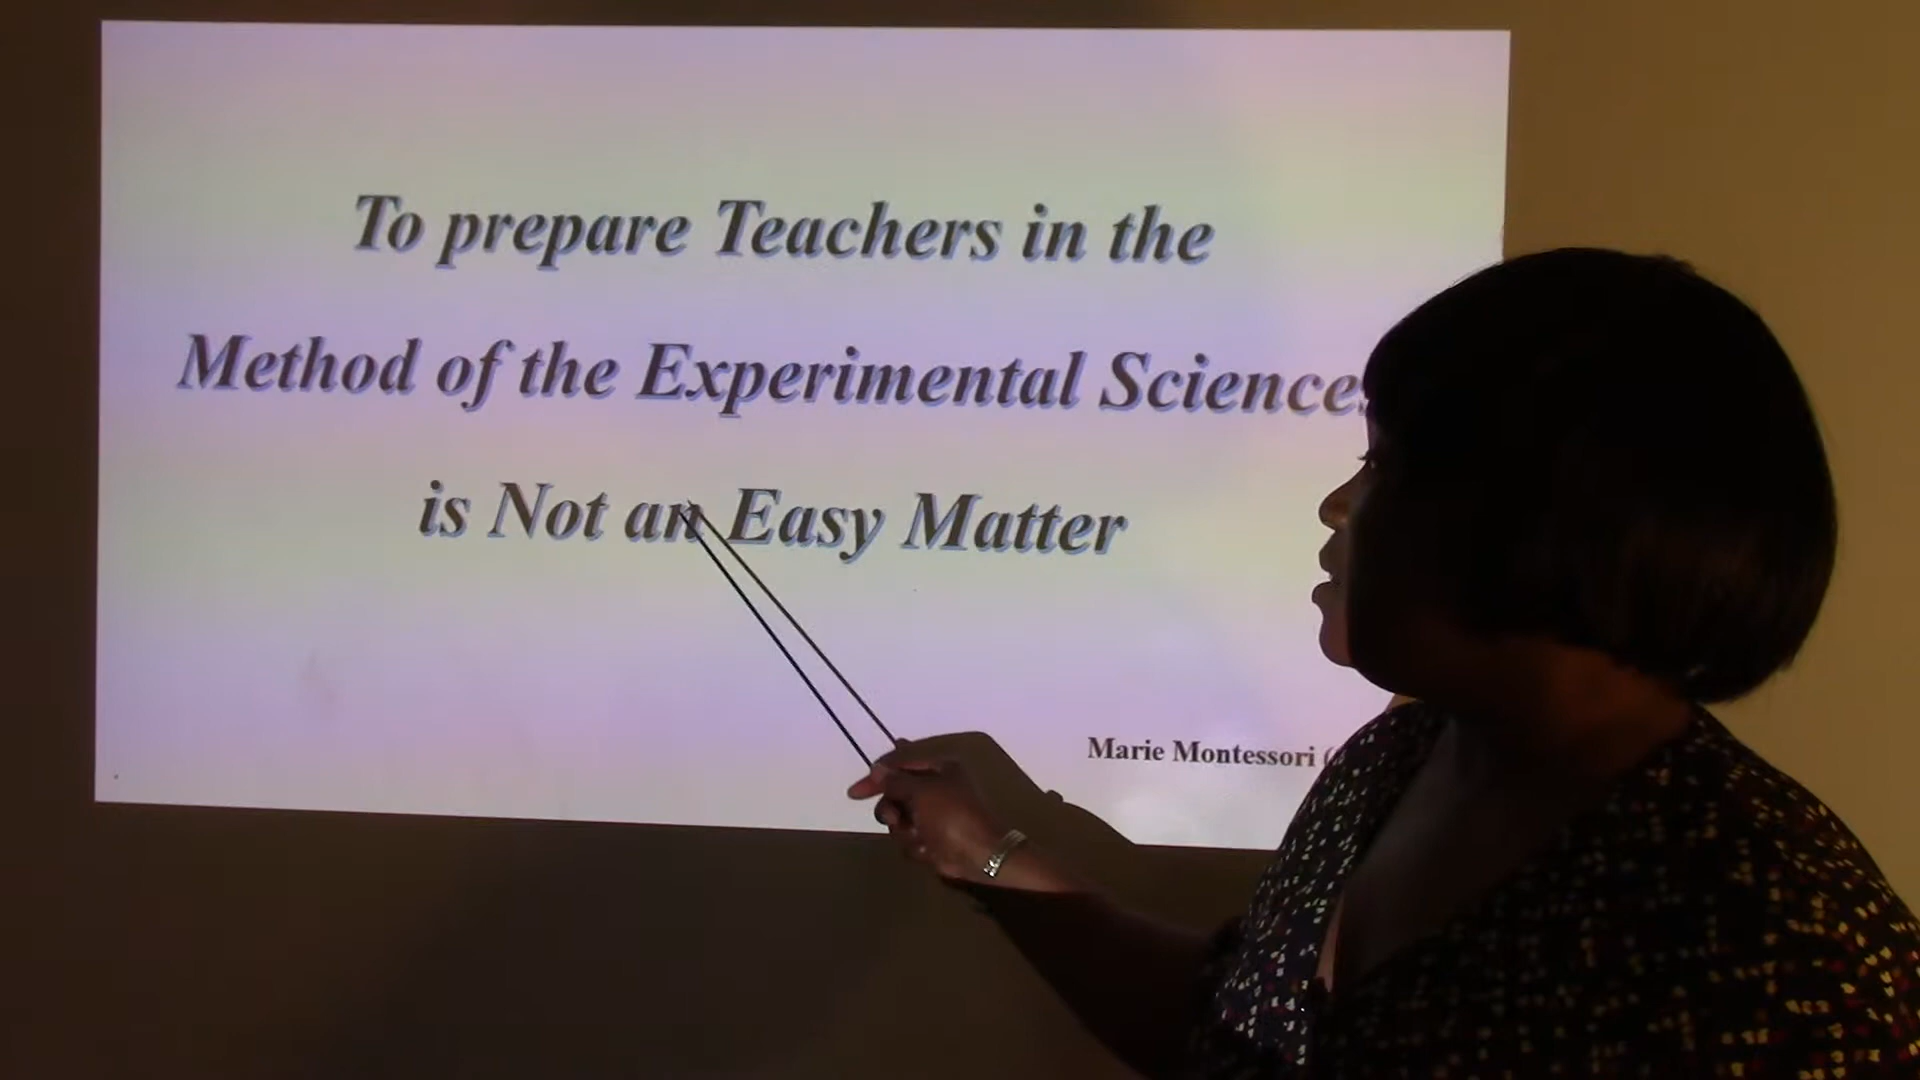 To prepare Teachers in the
Method of the Experimental Sciences
is Not an Easy Matter
Marie Montessori (